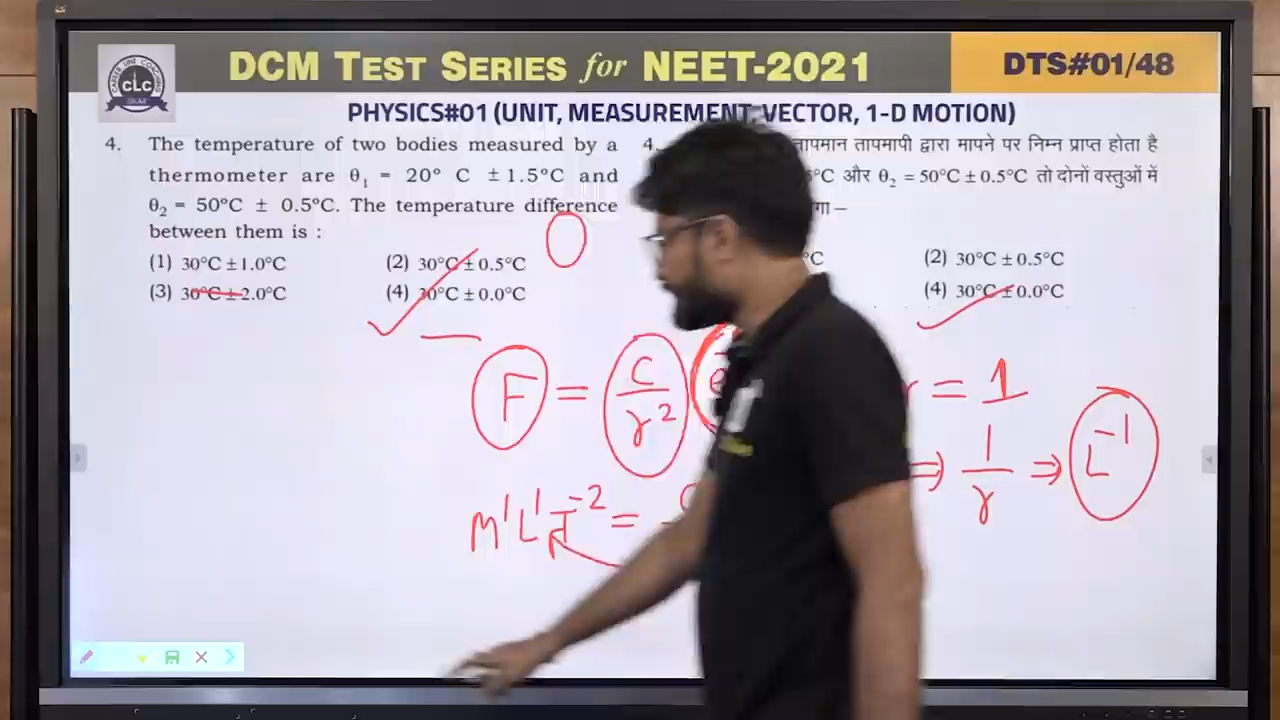 DCM TEST SERIES for NEET-2021
DTS#01/48
CLC
PHYSICS#01 (UNIT, MEASUREMENT, VECTOR, 1-D MOTION)
4. The temperature of two bodies measured by a
thermometer are θ₁ = 20° C ±1.5°C and
θ₂ = 50°C ± 0.5°C. The temperature difference
between them is :
(1) 30°C ±1.0°C (2) 30°C ±0.5°C
(3) 30°C ±2.0°C (4) 30°C ±0.0°C
4. तापमान तापमापी द्वारा मापने पर निम्न प्राप्त होता है
°C और θ₂ = 50°C ± 0.5°C तो दोनों वस्तुओं में
°C (2) 30°C ± 0.5°C
(4) 30°C ± 0.0°C
F = C/r² = 1
⇒ 1/r ⇒ L⁻¹
M¹L¹T⁻² =